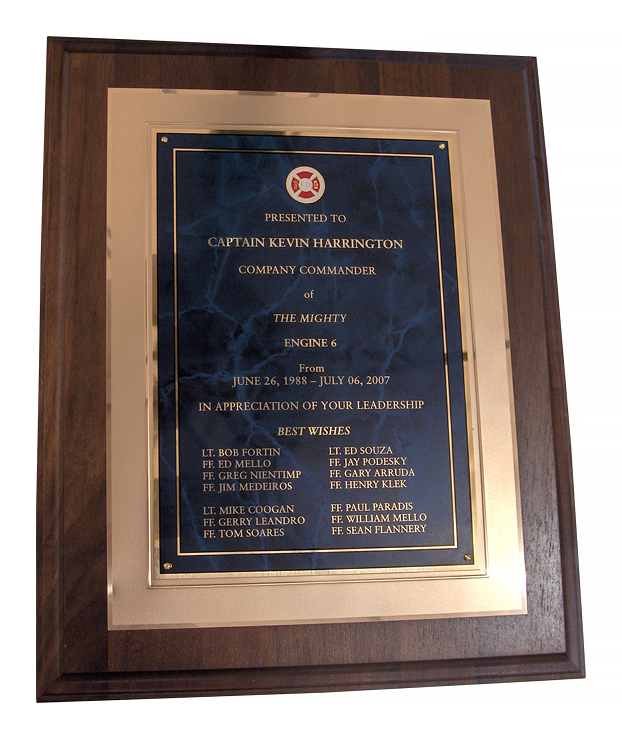 PRESENTED TO
CAPTAIN KEVIN HARRINGTON
COMPANY COMMANDER
of
THE MIGHTY
ENGINE 6
From
JUNE 26, 1988 – JULY 06, 2007
IN APPRECIATION OF YOUR LEADERSHIP
BEST WISHES
LT. BOB FORTIN
FF. ED MELLO
FF. GREG NIENTIMP
FF. JIM MEDEIROS
LT. ED SOUZA
FF. JAY PODESKY
FF. GARY ARRUDA
FF. HENRY KLEK
LT. MIKE COOGAN
FF. GERRY LEANDRO
FF. TOM SOARES
FF. PAUL PARADIS
FF. WILLIAM MELLO
FF. SEAN FLANNERY